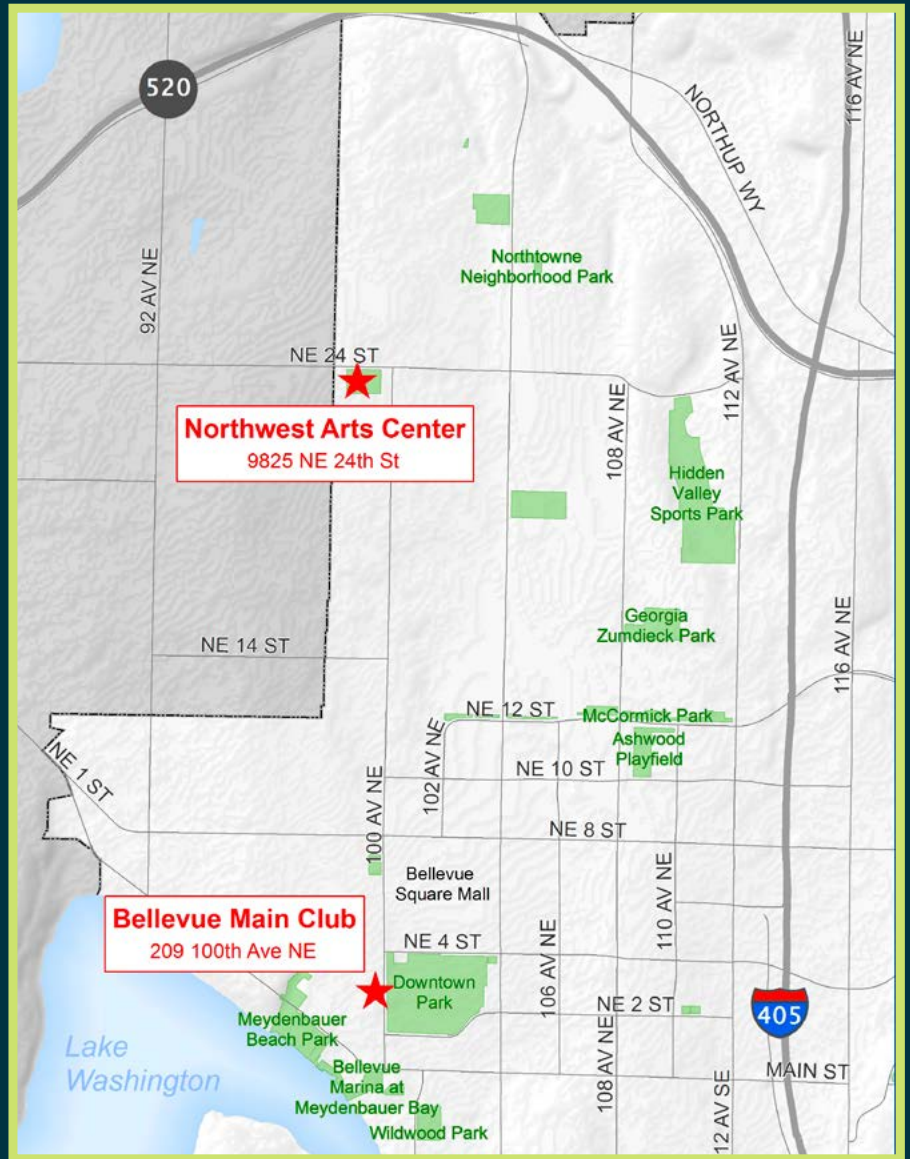 520
116 AV NE
NORTHUP WY
92 AV NE
Northtowne
Neighborhood Park
NE 24 ST
112 AV NE
Northwest Arts Center
9825 NE 24th St
108 AV NE
Hidden
Valley
Sports Park
Georgia
Zumdieck Park
116 AV NE
NE 14 ST
NE 12 ST
McCormick Park
Ashwood
Playfield
102 AV NE
NE 10 ST
NE 1 ST
100 AV NE
NE 8 ST
Bellevue
Square Mall
110 AV NE
Bellevue Main Club
209 100th Ave NE
NE 4 ST
106 AV NE
Downtown
Park
NE 2 ST
405
Meydenbauer
Beach Park
Lake
Washington
Bellevue
Marina at
Meydenbauer Bay
108 AV NE
MAIN ST
12 AV SE
Wildwood Park